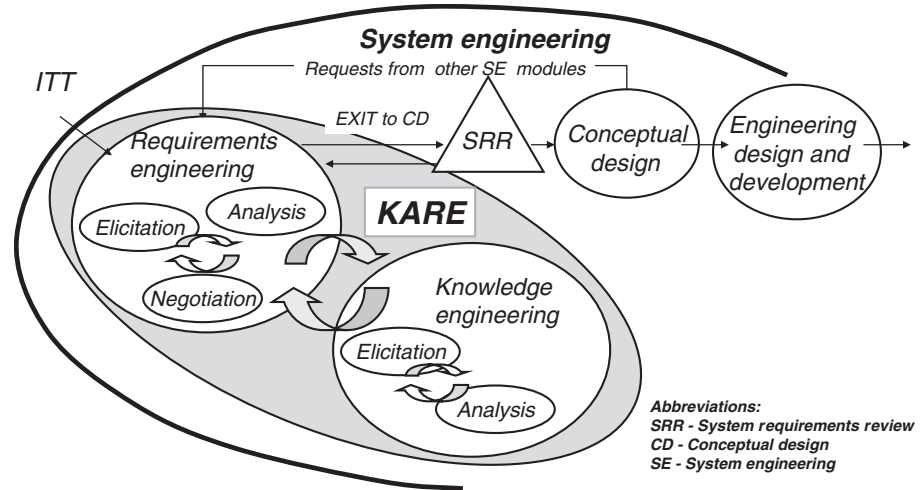 System engineering
Requests from other SE modules
ITT
EXIT to CD
Requirements
engineering
SRR
Conceptual
design
Engineering
design and
development
Analysis
Elicitation
KARE
Negotiation
Knowledge
engineering
Elicitation
Analysis
Abbreviations:
SRR - System requirements review
CD - Conceptual design
SE - System engineering